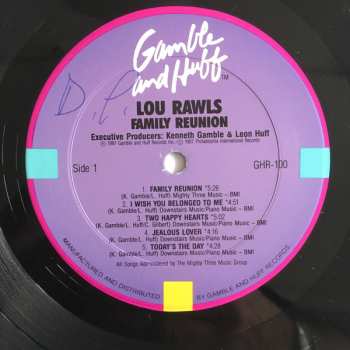 Gamble
and Huff
TM
D.P.
LOU RAWLS
FAMILY REUNION
Executive Producers: Kenneth Gamble & Leon Huff
© 1987 Gamble and Huff Records Inc. ℗ 1987 Philadelphia International Records
Side 1
GHR-100
1. FAMILY REUNION *5:26
(K. Gamble/L. Huff) Mighty Three Music – BMI
2. I WISH YOU BELONGED TO ME *4:51
(K. Gamble/L. Huff) Downstairs Music/Piano Music – BMI
3. TWO HAPPY HEARTS *5:02
(K. Gamble/L. Huff/C. Gilbert) Downstairs Music/Piano Music – BMI
4. JEALOUS LOVER *4:16
(K. Gamble/L. Huff) Downstairs Music/Piano Music – BMI
5. TODAY'S THE DAY *4:28
(K. Gamble/L. Huff) Downstairs Music/Piano Music – BMI
All Songs Administered by The Mighty Three Music Group
MANUFACTURED AND DISTRIBUTED BY GAMBLE AND HUFF RECORDS